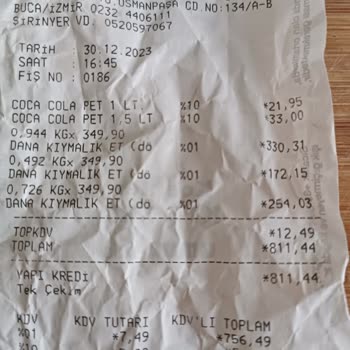 .OSMANPAŞA CD.NO:134/A-B
BUCA/İZMİR 0232 4406111
ŞİRİNYER VD. 0520597067
TARİH : 30.12.2023
SAAT : 16:45
FİŞ NO : 0186
COCA COLA PET 1 LT. %10 *21,95
COCA COLA PET 1,5 LT %10 *33,00
0,944 KGx 349,90
DANA KIYMALIK ET (dö %01 *330,31
0,492 KGx 349,90
DANA KIYMALIK ET (dö %01 *172,15
0,726 KGx 349,90
DANA KIYMALIK ET (dö %01 *254,03
TOPKDV *12,49
TOPLAM *811,44
YAPI KREDİ *811,44
Tek Çekim
KDV KDV TUTARI KDV'Lİ TOPLAM
%01 *7,49 *756,49